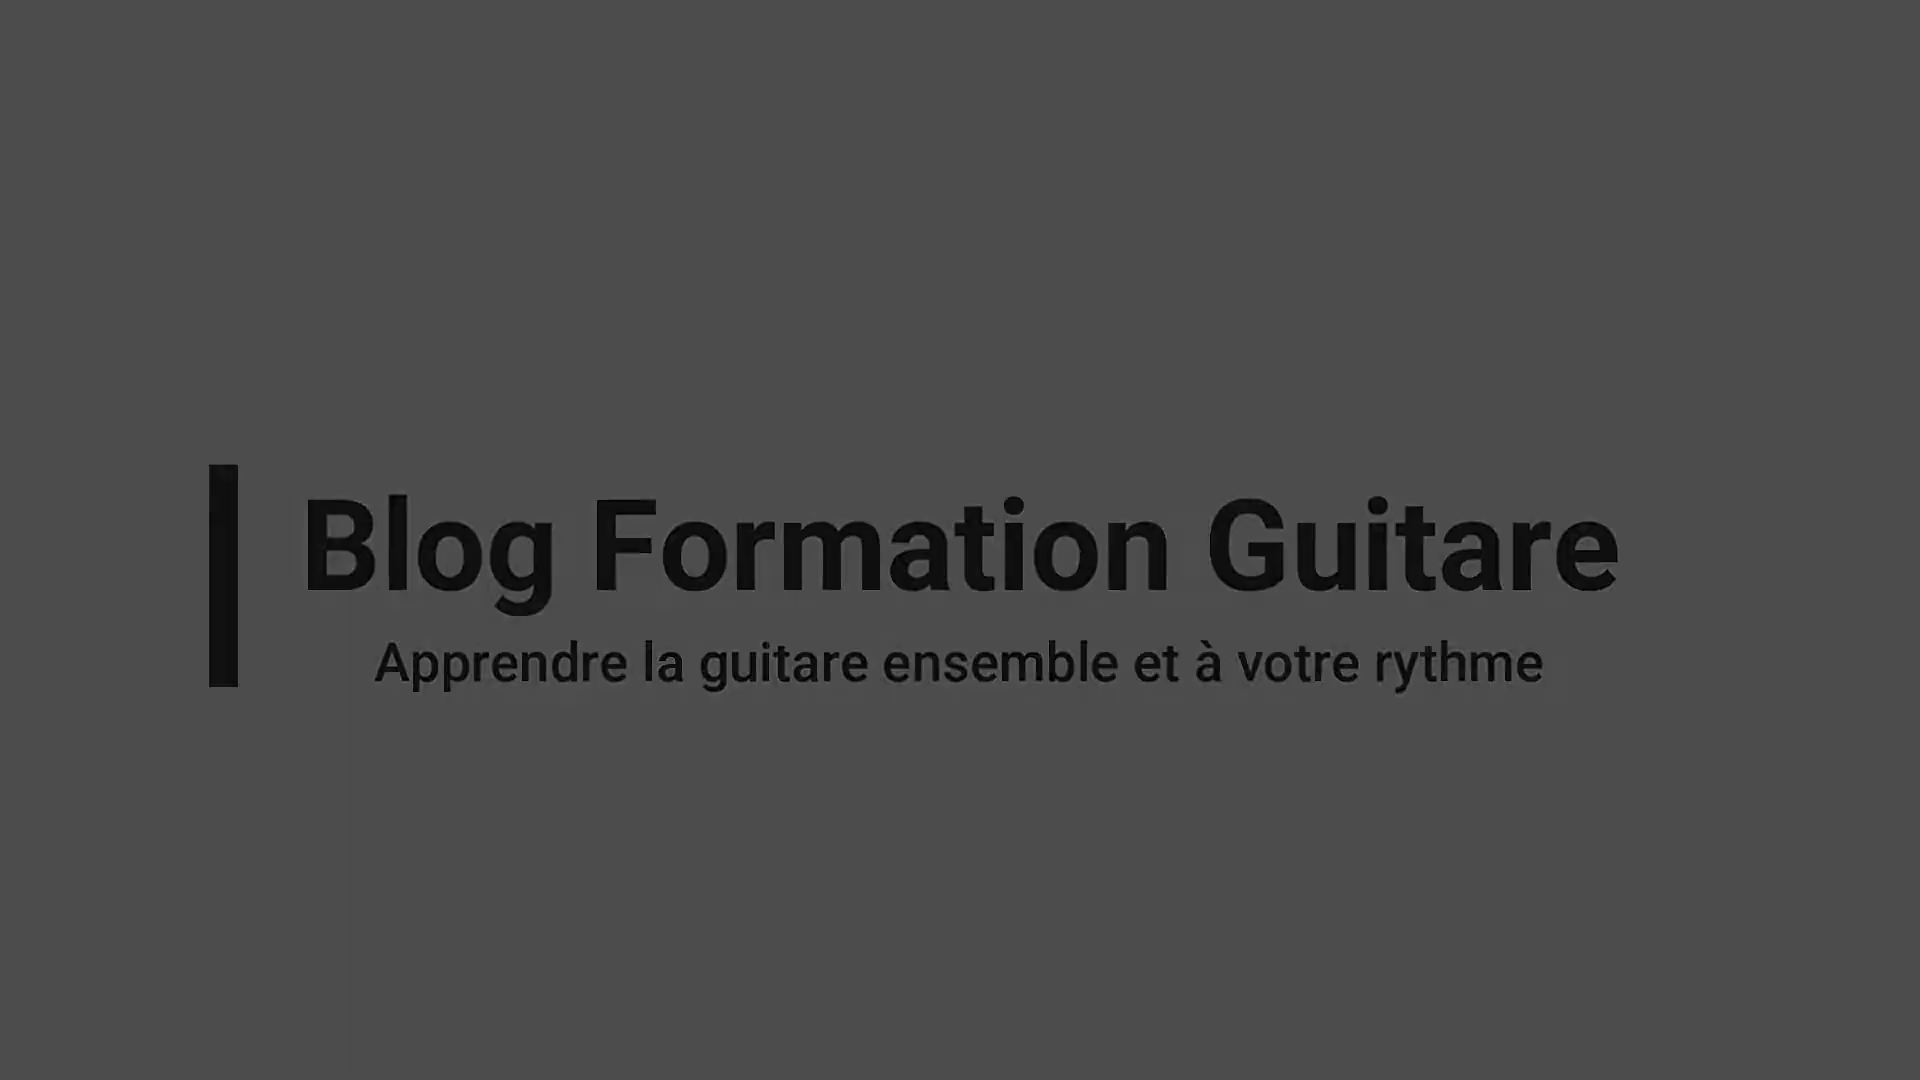 Blog Formation Guitare
Apprendre la guitare ensemble et à votre rythme